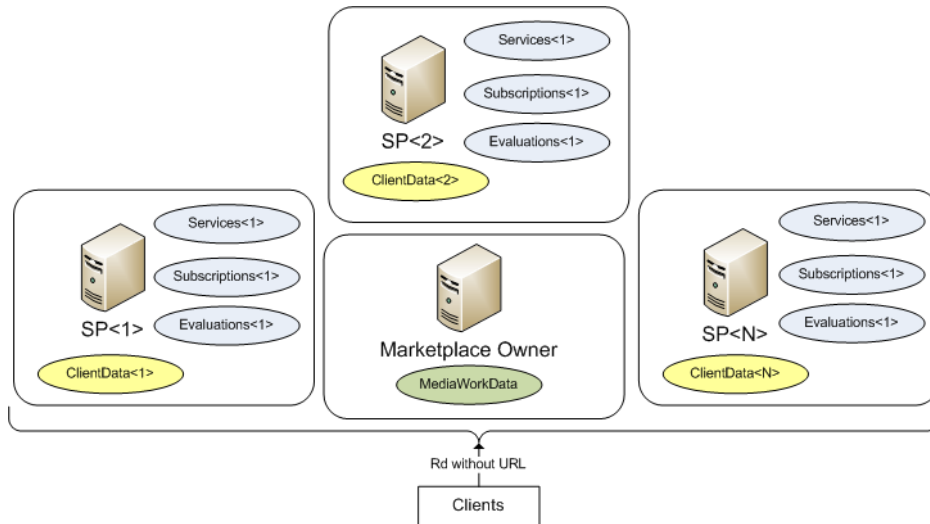 Services<1>
Subscriptions<1>
SP<2>
Evaluations<1>
ClientData<2>
Services<1>
Subscriptions<1>
SP<1>
Evaluations<1>
ClientData<1>
Marketplace Owner
MediaWorkData
Services<1>
Subscriptions<1>
SP<N>
Evaluations<1>
ClientData<N>
Rd without URL
Clients